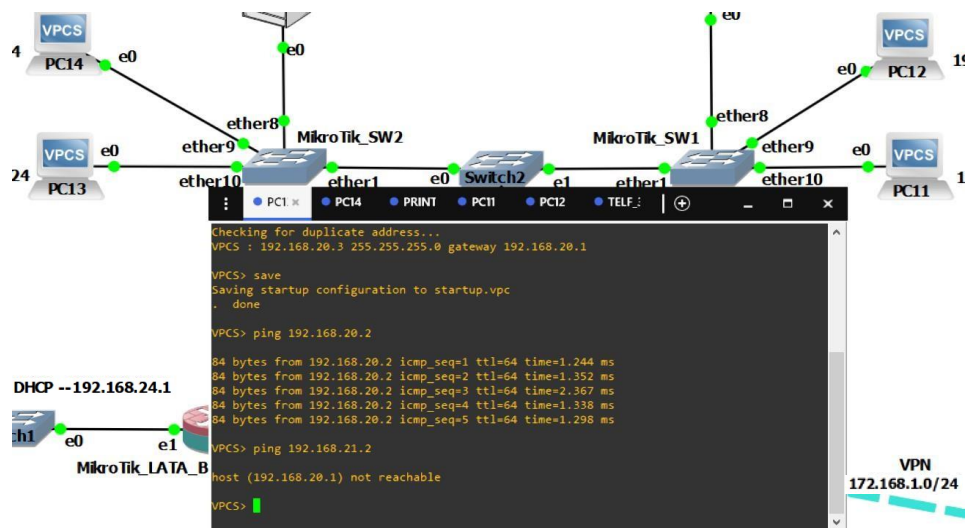 e0
VPCS
VPCS
4
PC14
e0
e0
e0
PC12
19
ether8
ether8
MikroTik_SW2
MikroTik_SW1
VPCS
e0
ether9
ether9
e0
VPCS
24
PC13
ether10
ether1
e0
Switch2
e1
ether1
ether10
PC11
1
PC1
PC14
PRINT
PC11
PC12
Checking for duplicate address...
VPCS : 192.168.20.3 255.255.255.0 gateway 192.168.20.1
VPCS> save
Saving startup configuration to startup.vpc
. done
VPCS> ping 192.168.20.2
84 bytes from 192.168.20.2 icmp_seq=1 ttl=64 time=1.244 ms
84 bytes from 192.168.20.2 icmp_seq=2 ttl=64 time=1.352 ms
84 bytes from 192.168.20.2 icmp_seq=3 ttl=64 time=2.367 ms
84 bytes from 192.168.20.2 icmp_seq=4 ttl=64 time=1.338 ms
84 bytes from 192.168.20.2 icmp_seq=5 ttl=64 time=1.298 ms
VPCS> ping 192.168.21.2
host (192.168.20.1) not reachable
VPCS>
DHCP --192.168.24.1
ch1
e0
e1
MikroTik_LATA_B
VPN
172.168.1.0/24